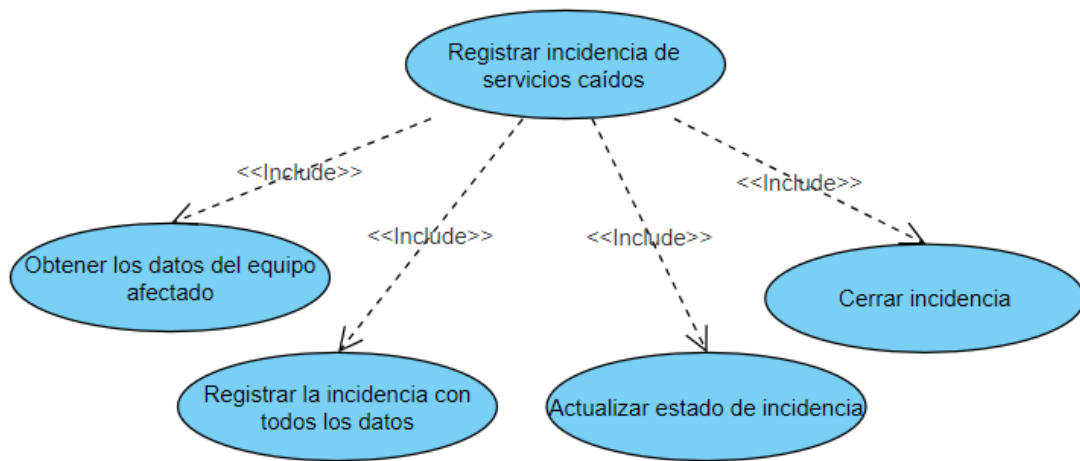 Registrar incidencia de
servicios caídos
<<Include>>
<<Include>>
<<Include>>
<<Include>>
Obtener los datos del equipo
afectado
Cerrar incidencia
Registrar la incidencia con
todos los datos
Actualizar estado de incidencia